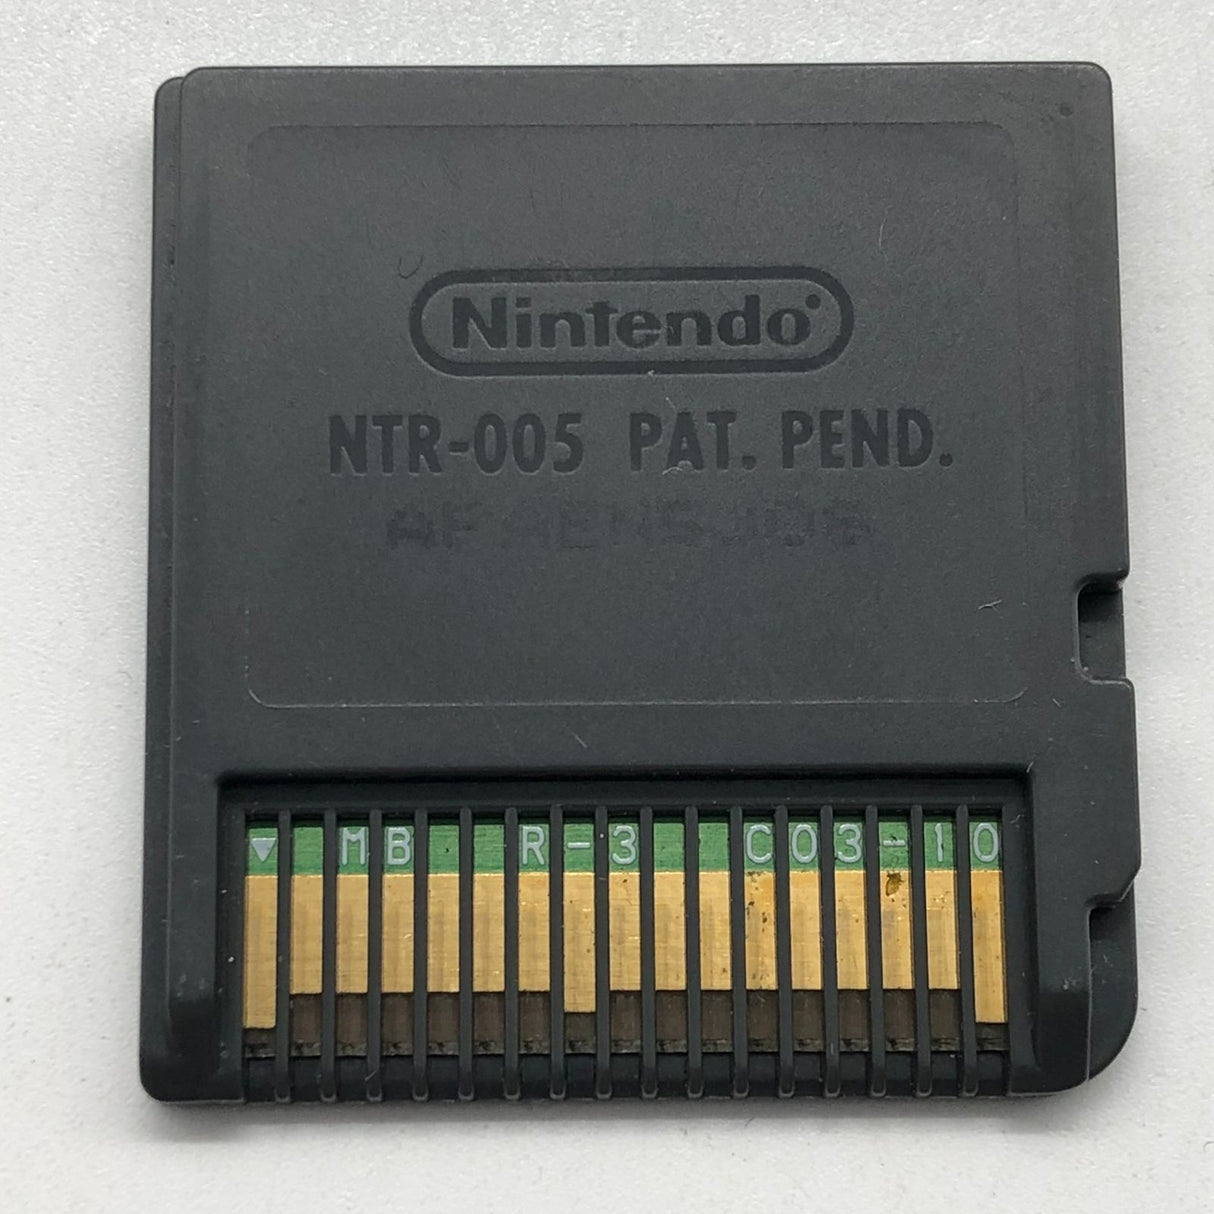 Nintendo
NTR-005 PAT. PEND.
MB R-3 C03-10